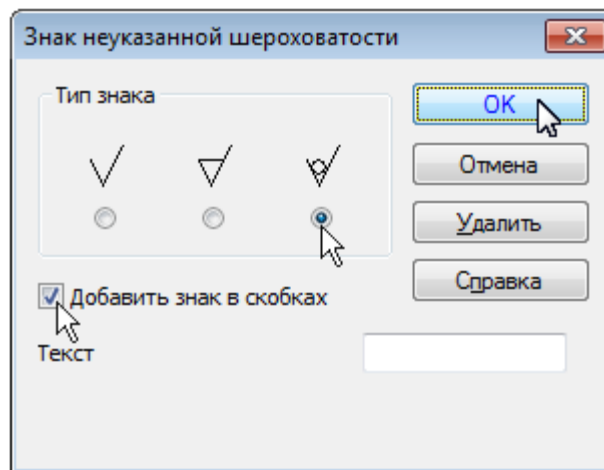 Знак неуказанной шероховатости
Тип знака
OK
Отмена
Удалить
Справка
Добавить знак в скобках
Текст